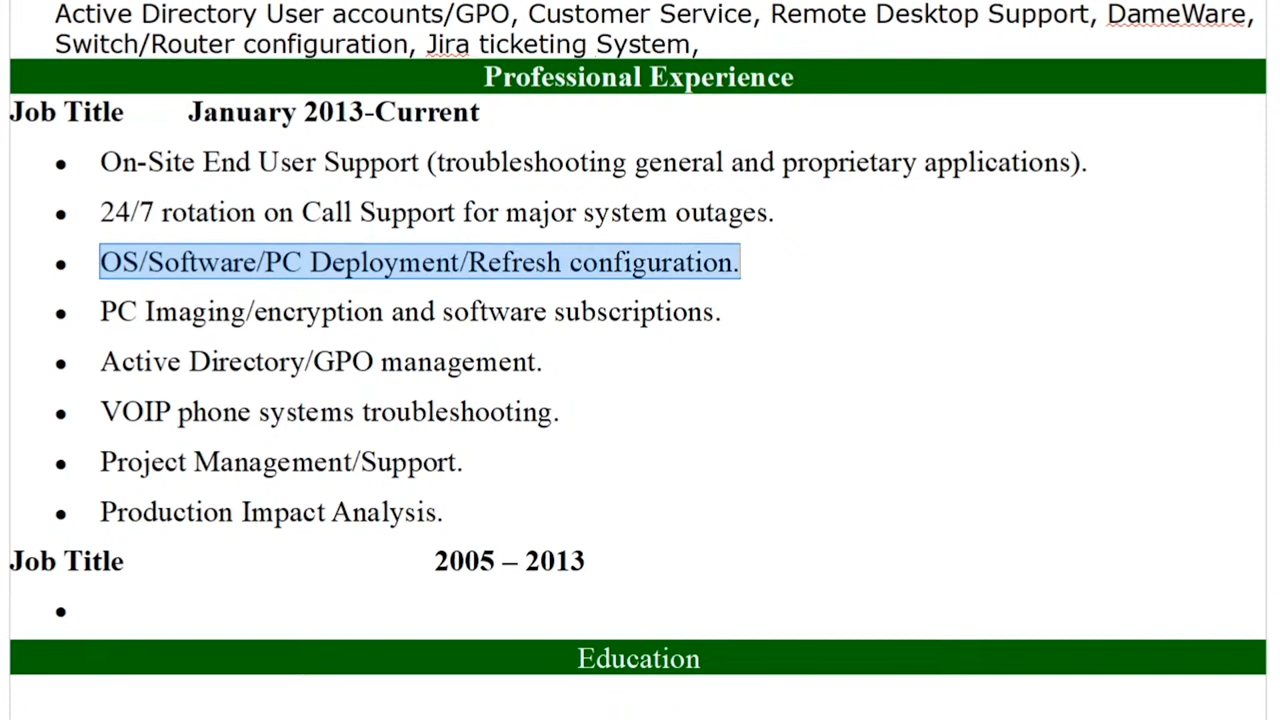 Active Directory User accounts/GPO, Customer Service, Remote Desktop Support, DameWare,
Switch/Router configuration, Jira ticketing System,
Professional Experience
Job Title January 2013-Current
• On-Site End User Support (troubleshooting general and proprietary applications).
• 24/7 rotation on Call Support for major system outages.
• OS/Software/PC Deployment/Refresh configuration.
• PC Imaging/encryption and software subscriptions.
• Active Directory/GPO management.
• VOIP phone systems troubleshooting.
• Project Management/Support.
• Production Impact Analysis.
Job Title 2005 – 2013
•
Education